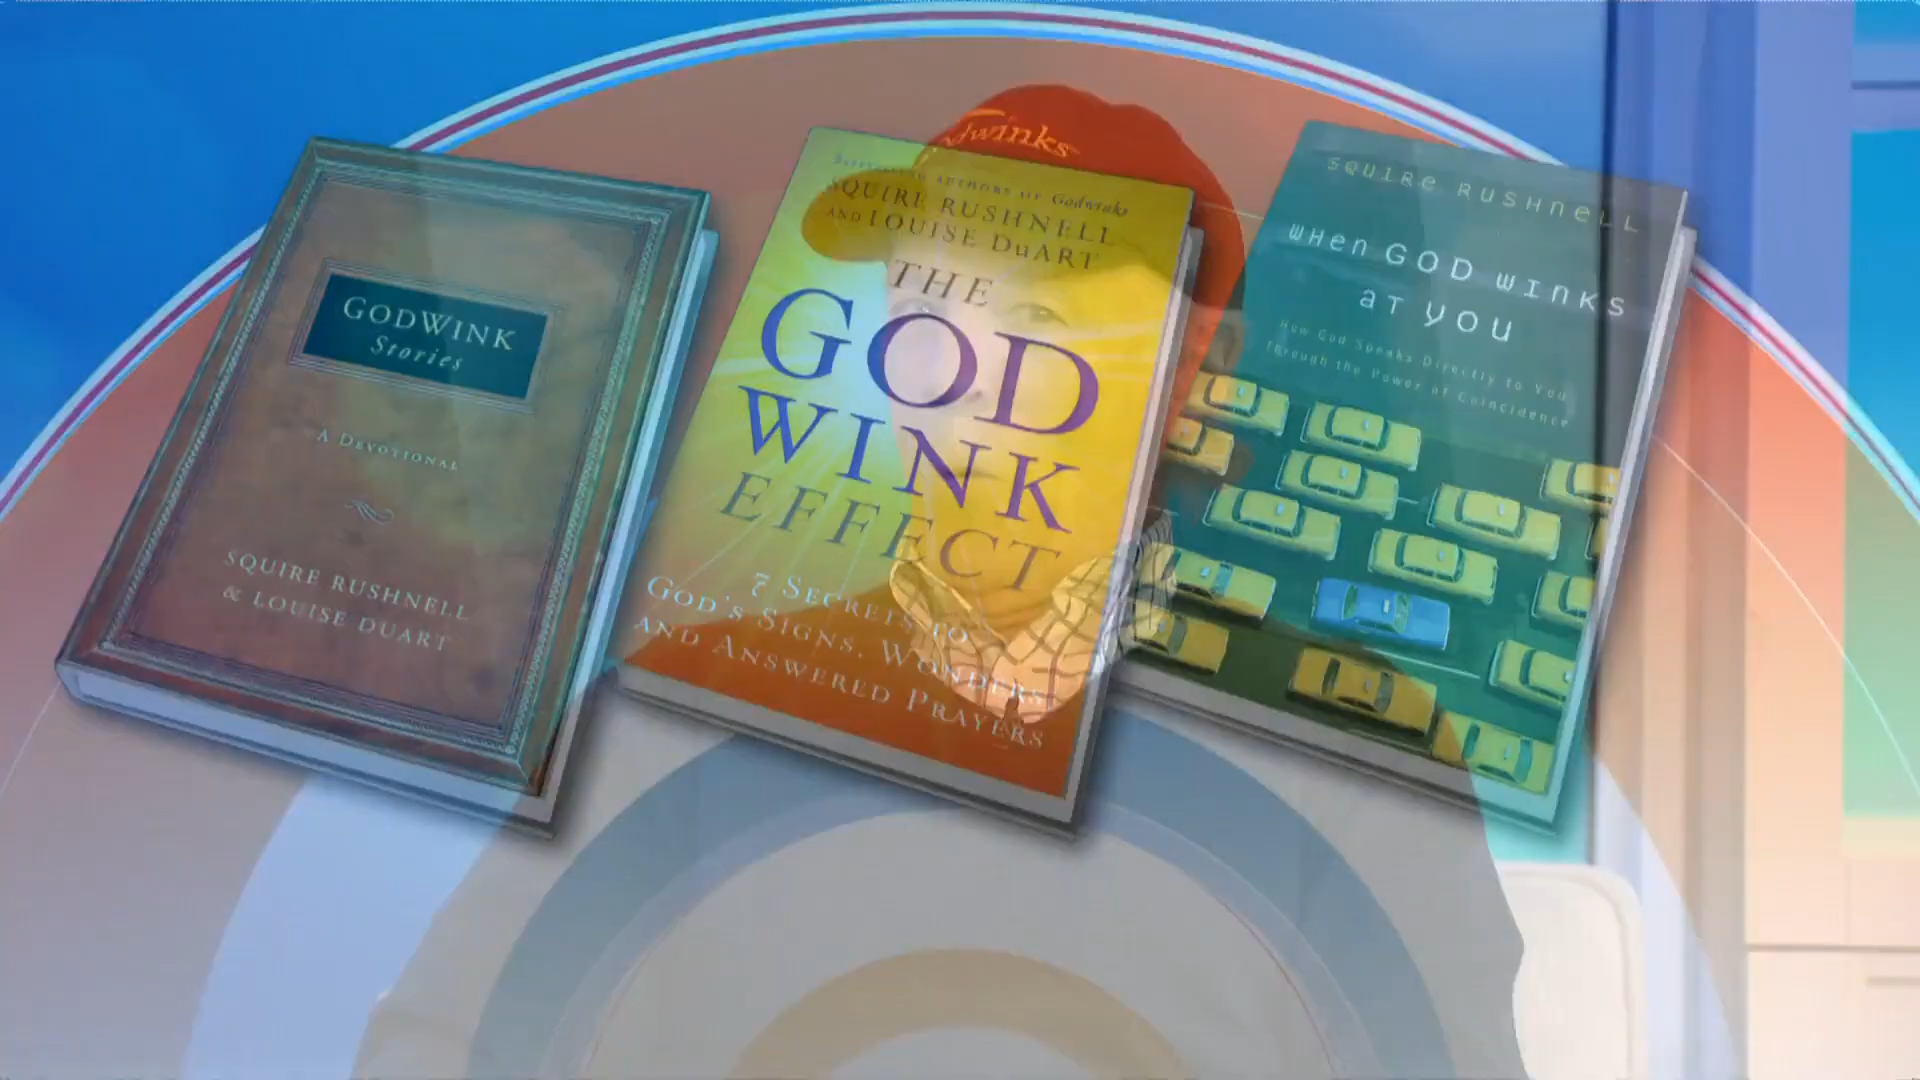 GODWINK
Stories
A DEVOTIONAL
SQUIRE RUSHNELL
& LOUISE DUART
dwinks
AUTHORS OF Godwinks
SQUIRE RUSHNELL
AND LOUISE DuART
THE
GOD
WINK
EFFECT
7 SECRETS TO
GOD'S SIGNS, WONDERS,
AND ANSWERED PRAYERS
SQUIRE RUSHNELL
WHen GOD WINKS
aT YOU
How God Speaks Directly to You
Through the Power of Coincidence